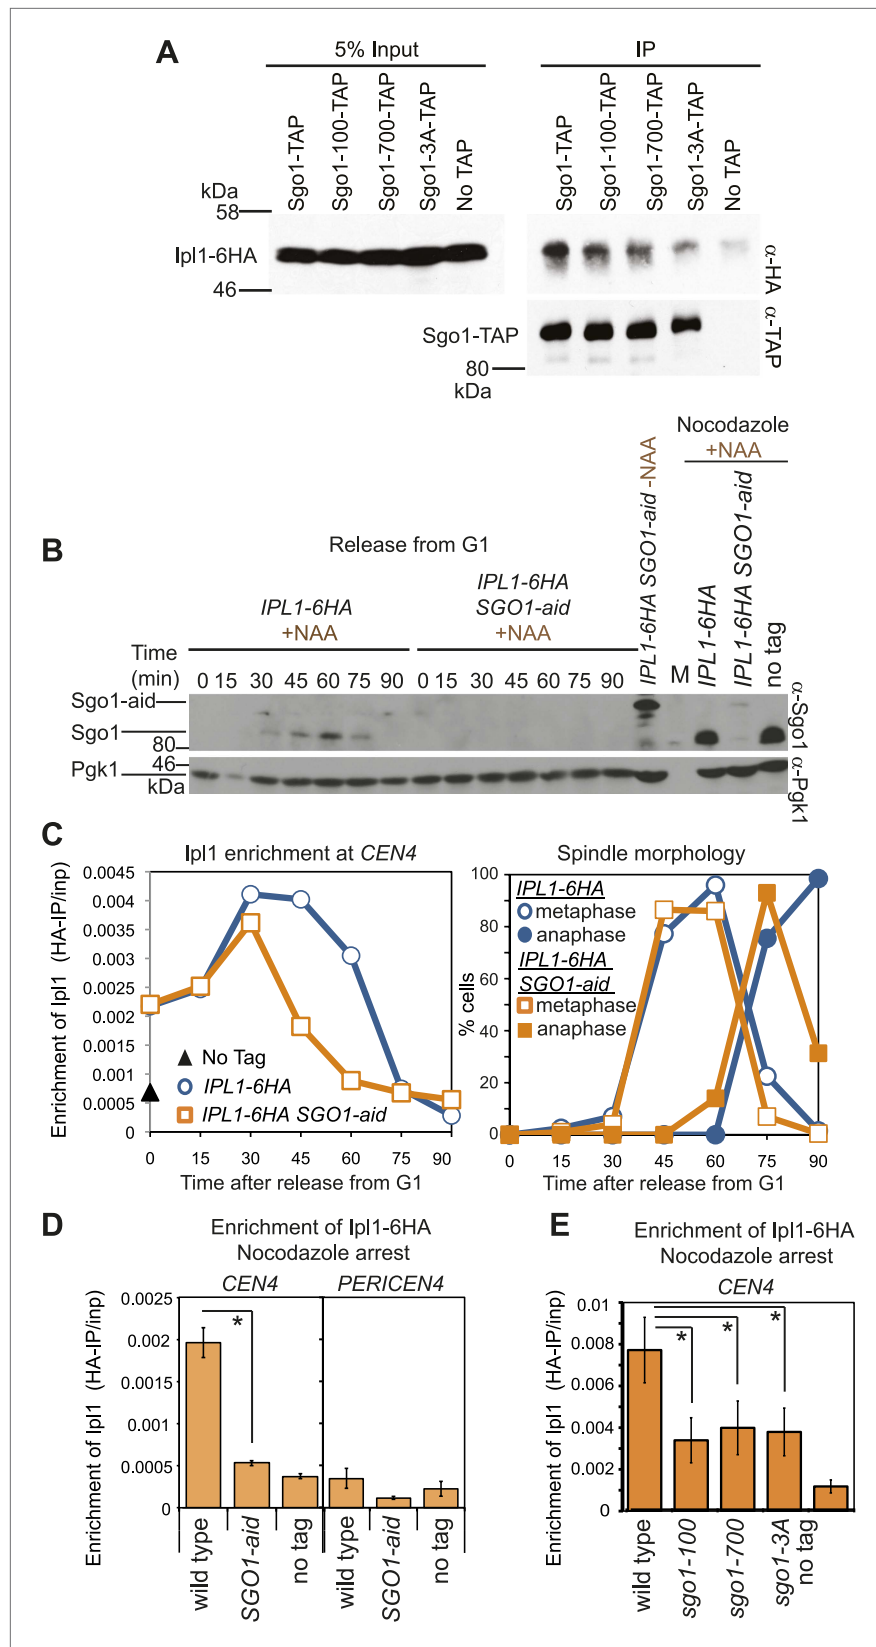 A
5% Input
IP
Sgo1-TAP
Sgo1-100-TAP
Sgo1-700-TAP
Sgo1-3A-TAP
No TAP
Sgo1-TAP
Sgo1-100-TAP
Sgo1-700-TAP
Sgo1-3A-TAP
No TAP
kDa
58
Ipl1-6HA
46
α-HA
Sgo1-TAP
α-TAP
80
kDa
B
Release from G1
IPL1-6HA
+NAA
IPL1-6HA
SGO1-aid
+NAA
IPL1-6HA SGO1-aid -NAA
M
Nocodazole
+NAA
IPL1-6HA
IPL1-6HA SGO1-aid
no tag
Time
(min)
0 15 30 45 60 75 90 0 15 30 45 60 75 90
Sgo1-aid
Sgo1
80
α-Sgo1
Pgk1
46
kDa
α-Pgk1
C
Ipl1 enrichment at CEN4
Enrichment of Ipl1 (HA-IP/inp)
0.0045
0.004
0.0035
0.003
0.0025
0.002
0.0015
0.001
0.0005
0
No Tag
IPL1-6HA
IPL1-6HA SGO1-aid
0 15 30 45 60 75 90
Time after release from G1
Spindle morphology
% cells
100
80
60
40
20
0
IPL1-6HA
metaphase
anaphase
IPL1-6HA
SGO1-aid
metaphase
anaphase
0 15 30 45 60 75 90
Time after release from G1
D
Enrichment of Ipl1-6HA
Nocodazole arrest
CEN4
PERICEN4
Enrichment of Ipl1 (HA-IP/inp)
0.0025
0.002
0.0015
0.001
0.0005
0
*
wild type
SGO1-aid
no tag
wild type
SGO1-aid
no tag
E
Enrichment of Ipl1-6HA
Nocodazole arrest
CEN4
Enrichment of Ipl1 (HA-IP/inp)
0.01
0.008
0.006
0.004
0.002
0
*
*
*
wild type
sgo1-100
sgo1-700
sgo1-3A
no tag